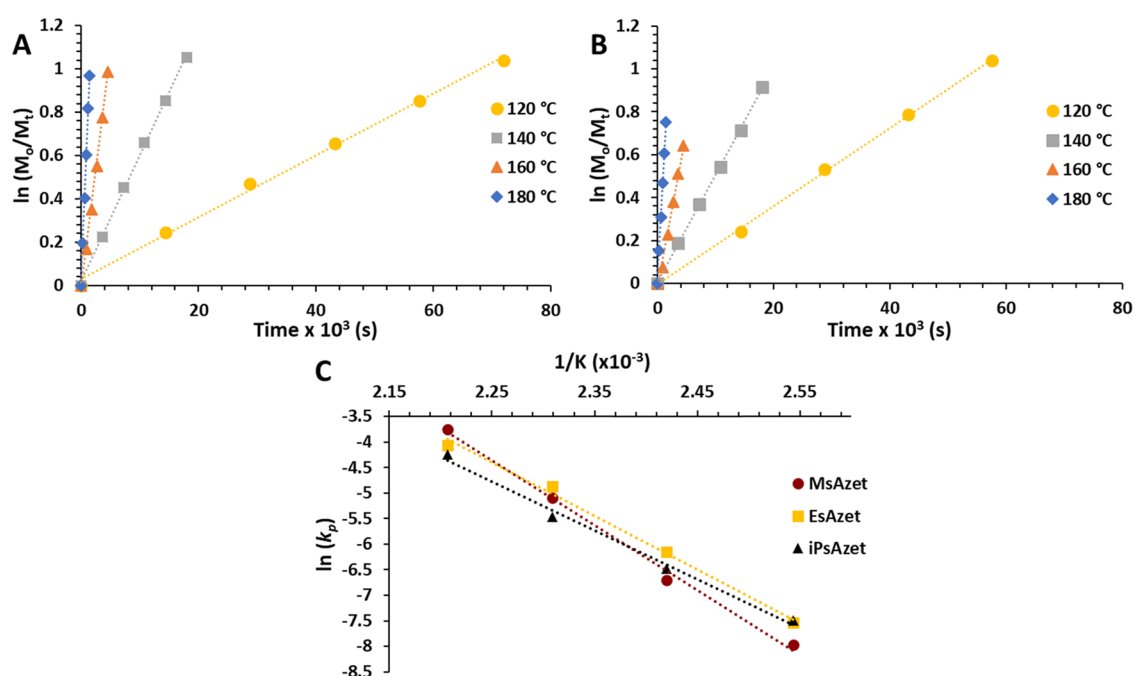 A
ln (Mo/Mt)
1.2
1
0.8
0.6
0.4
0.2
0
0 20 40 60 80
Time x 10³ (s)
120 °C
140 °C
160 °C
180 °C
B
ln (Mo/Mt)
1.2
1
0.8
0.6
0.4
0.2
0
0 20 40 60 80
Time x 10³ (s)
120 °C
140 °C
160 °C
180 °C
C
1/K (x10⁻³)
2.15 2.25 2.35 2.45 2.55
ln (kp)
-3.5
-4
-4.5
-5
-5.5
-6
-6.5
-7
-7.5
-8
-8.5
MsAzet
EsAzet
iPsAzet